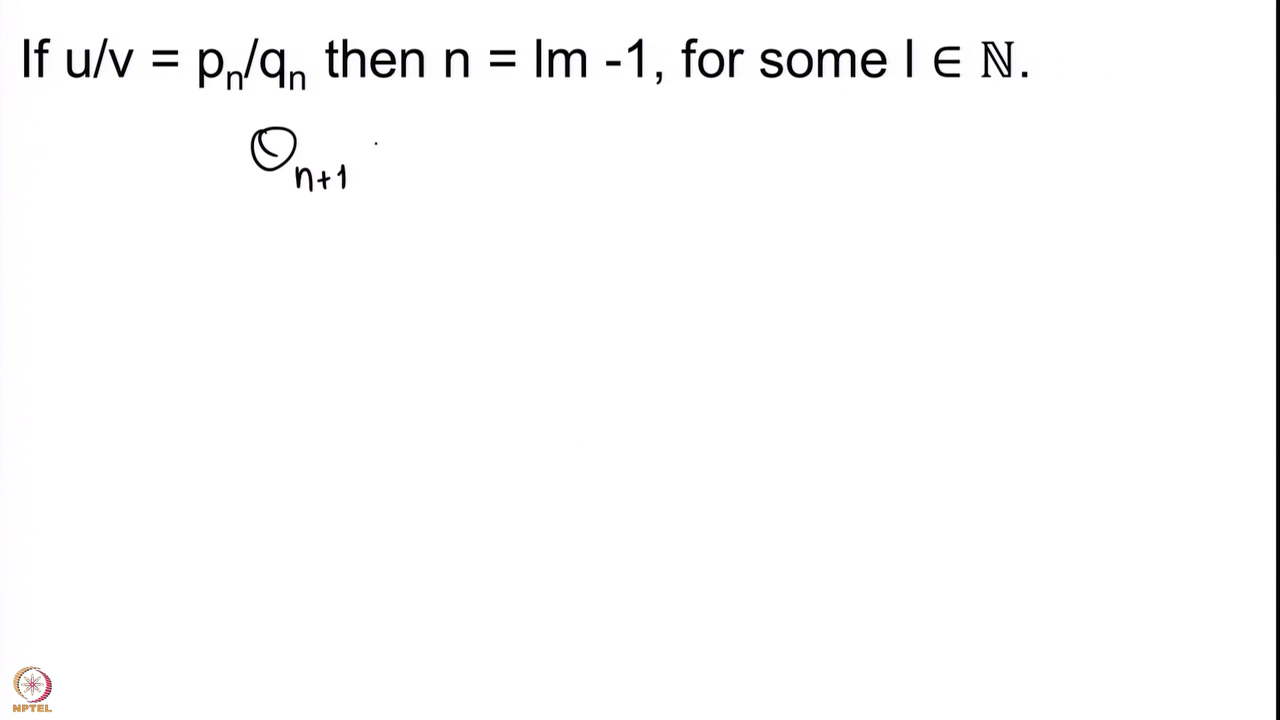 If u/v = pₙ/qₙ then n = lm -1, for some l ∈ ℕ.
Θₙ₊₁
NPTEL